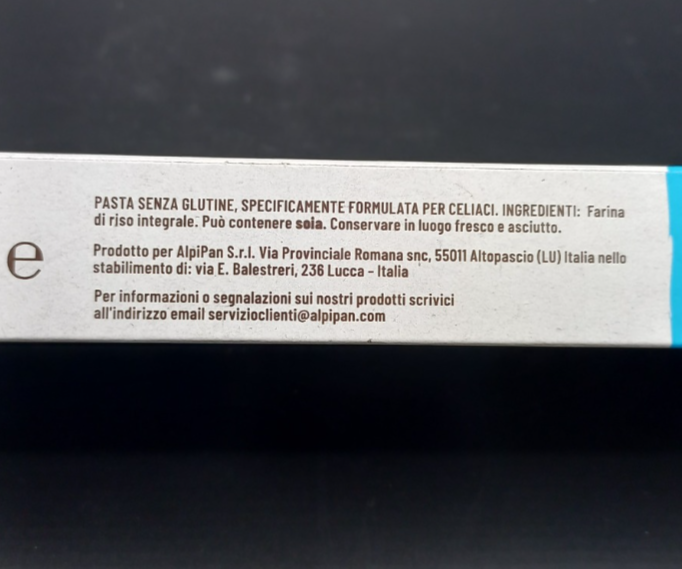 PASTA SENZA GLUTINE, SPECIFICAMENTE FORMULATA PER CELIACI. INGREDIENTI: Farina
di riso integrale. Può contenere soia. Conservare in luogo fresco e asciutto.
e
Prodotto per AlpiPan S.r.l. Via Provinciale Romana snc, 55011 Altopascio (LU) Italia nello
stabilimento di: via E. Balestreri, 236 Lucca - Italia
Per informazioni o segnalazioni sui nostri prodotti scrivici
all'indirizzo email servizioclienti@alpipan.com